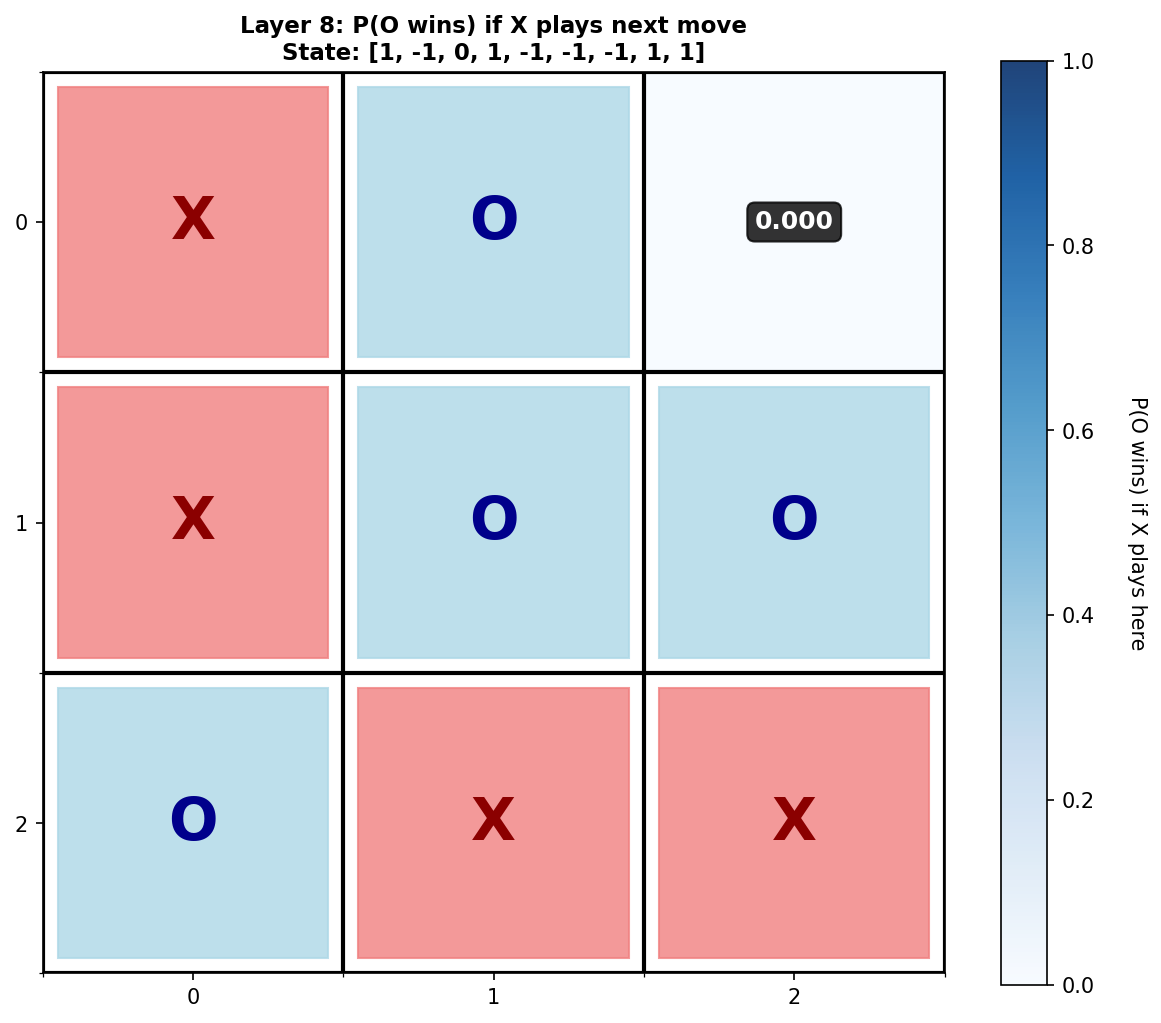 Layer 8: P(O wins) if X plays next move
State: [1, -1, 0, 1, -1, -1, -1, 1, 1]
X O 0.000
X O O
O X X
0
1
2
0 1 2
1.0
0.8
0.6
0.4
0.2
0.0
P(O wins) if X plays here